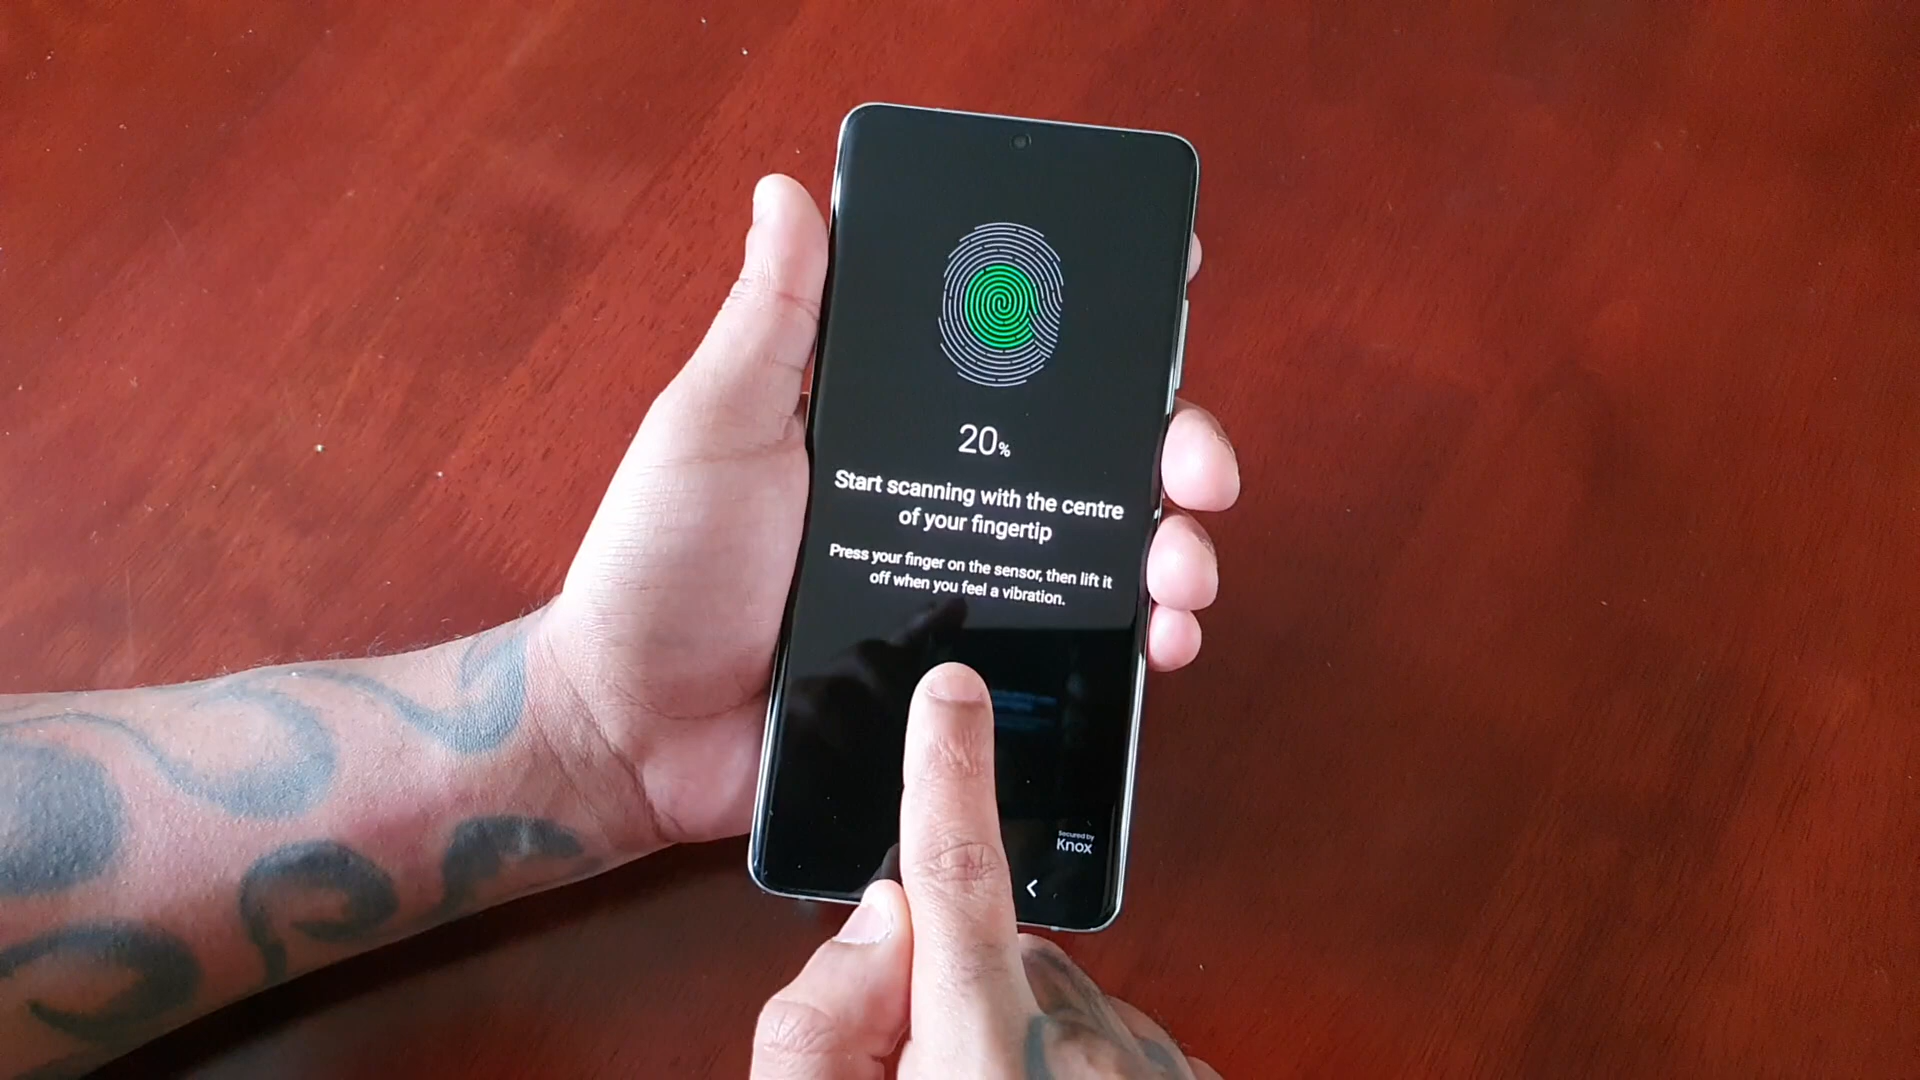 20%
Start scanning with the centre
of your fingertip
Press your finger on the sensor, then lift it
off when you feel a vibration.
Secured by
Knox